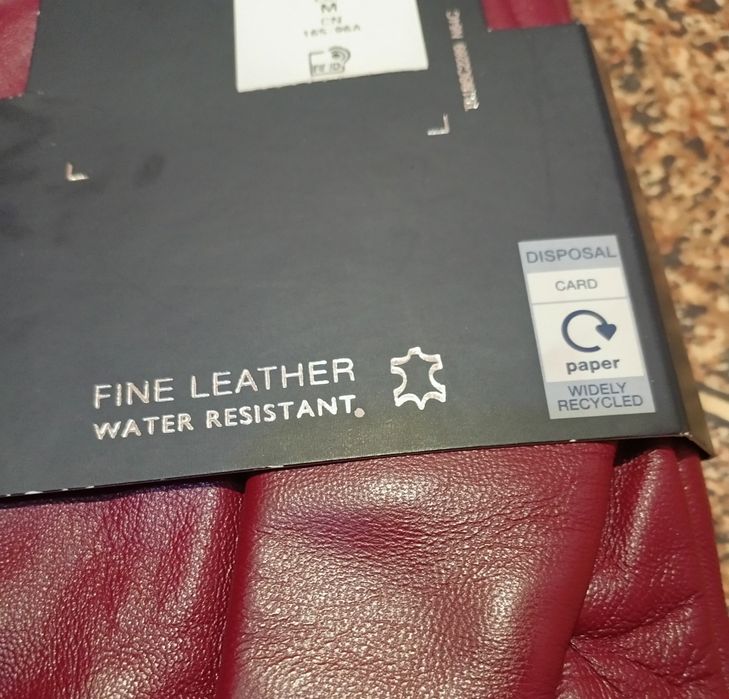 M
CN
FINE LEATHER
WATER RESISTANT.
DISPOSAL
CARD
paper
WIDELY
RECYCLED